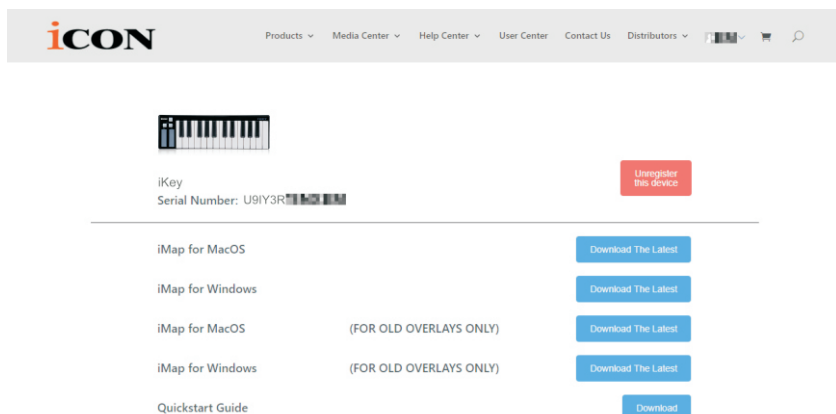 iCON
Products Media Center Help Center User Center Contact Us Distributors
iKey
Unregister
this device
Serial Number: U9IY3R
iMap for MacOS Download The Latest
iMap for Windows Download The Latest
iMap for MacOS (FOR OLD OVERLAYS ONLY) Download The Latest
iMap for Windows (FOR OLD OVERLAYS ONLY) Download The Latest
Quickstart Guide Download